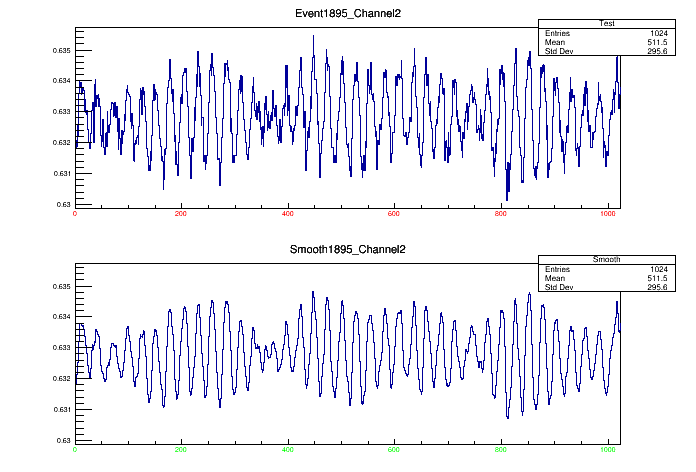 Event1895_Channel2
Test
Entries 1024
Mean 511.5
Std Dev 295.6
0.635
0.634
0.633
0.632
0.631
0.63
0 200 400 600 800 1000
Smooth1895_Channel2
Smooth
Entries 1024
Mean 511.5
Std Dev 295.6
0.635
0.634
0.633
0.632
0.631
0.63
0 200 400 600 800 1000